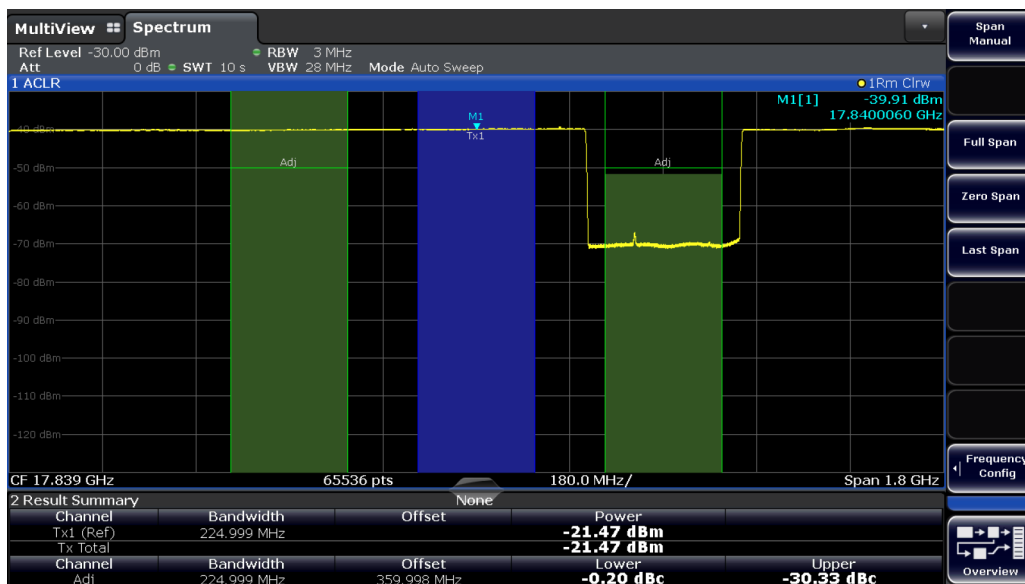 MultiView Spectrum
Ref Level -30.00 dBm RBW 3 MHz
Att 0 dB SWT 10 s VBW 28 MHz Mode Auto Sweep
1 ACLR 1Rm Clrw
M1[1] -39.91 dBm
17.8400060 GHz
M1
Tx1
-40 dBm
Adj
Adj
-50 dBm
-60 dBm
-70 dBm
-80 dBm
-90 dBm
-100 dBm
-110 dBm
-120 dBm
CF 17.839 GHz 65536 pts 180.0 MHz/ Span 1.8 GHz
2 Result Summary None
Channel Bandwidth Offset Power
Tx1 (Ref) 224.999 MHz -21.47 dBm
Tx Total -21.47 dBm
Channel Bandwidth Offset Lower Upper
Adj 224.999 MHz 359.998 MHz -0.20 dBc -30.33 dBc
Span
Manual
Full Span
Zero Span
Last Span
Frequency
Config
Overview